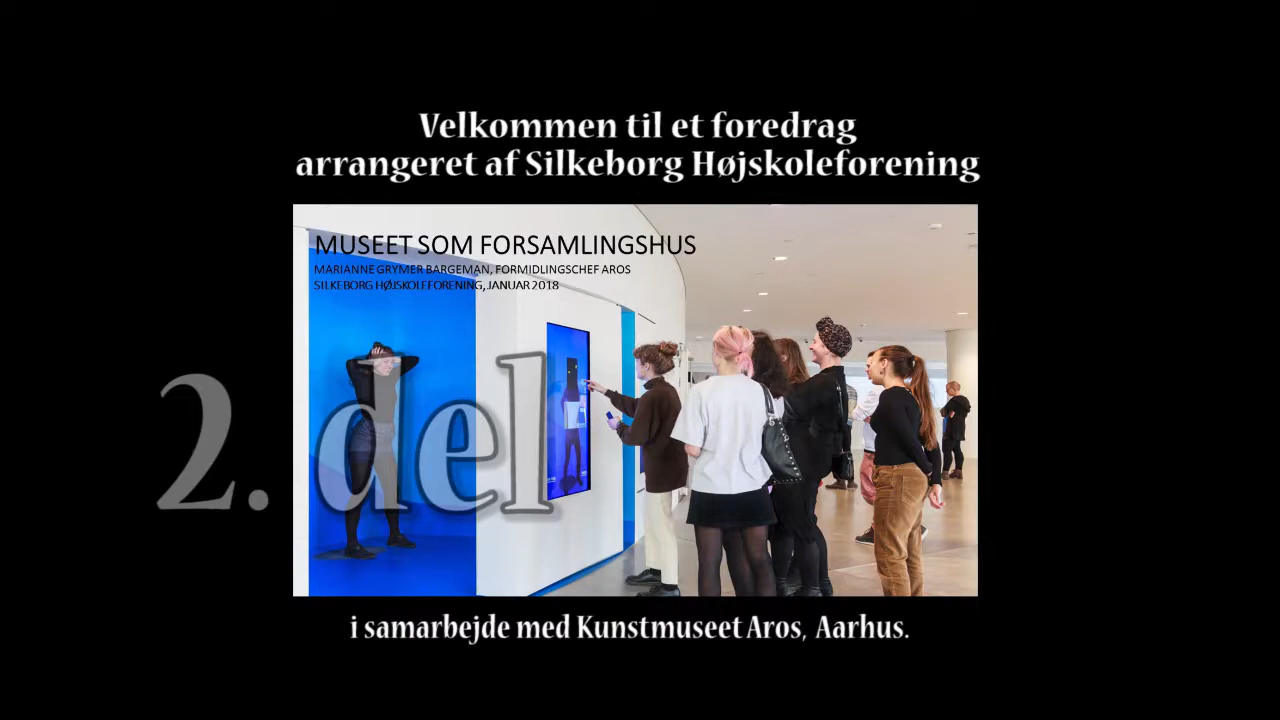 Velkommen til et foredrag
arrangeret af Silkeborg Højskoleforening
MUSEET SOM FORSAMLINGSHUS
MARIANNE GRYMER BARGEMAN, FORMIDLINGSCHEF AROS
SILKEBORG HØJSKOLEFORENING, JANUAR 2018
2. del
i samarbejde med Kunstmuseet Aros, Aarhus.